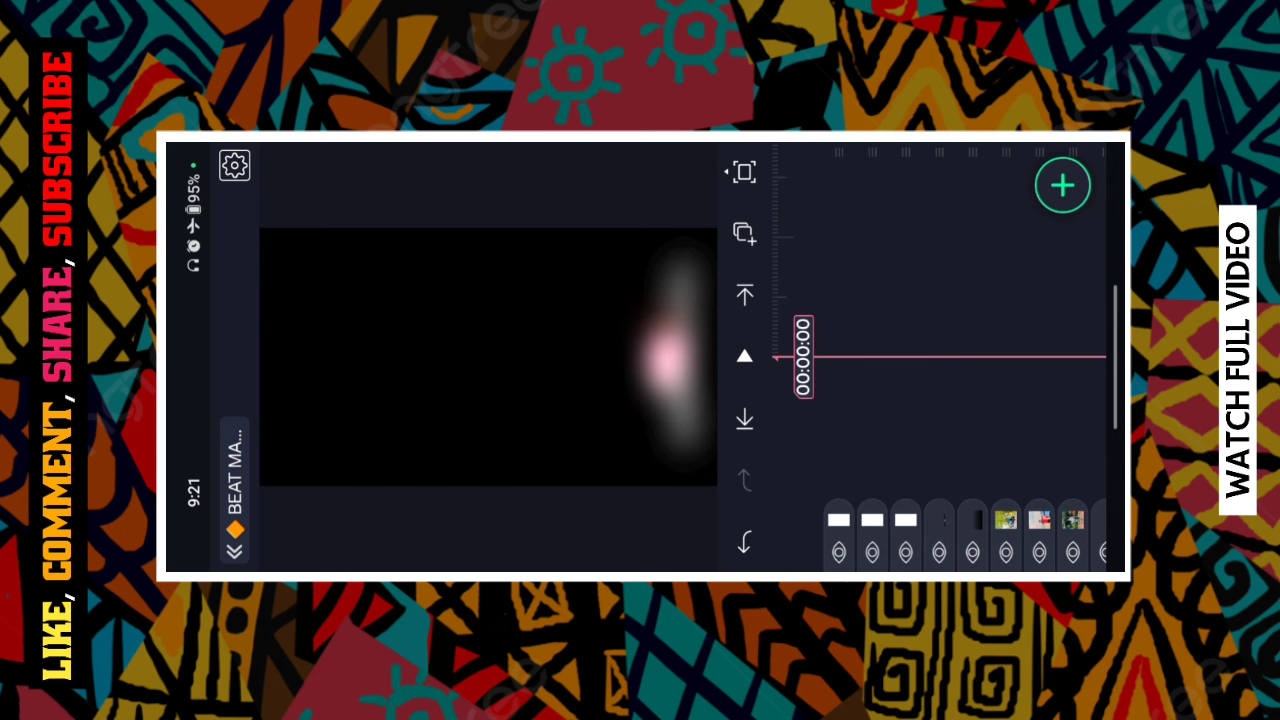 LIKE, COMMENT, SHARE, SUBSCRIBE
9:21
95%
BEAT MA...
00:00:00
WATCH FULL VIDEO